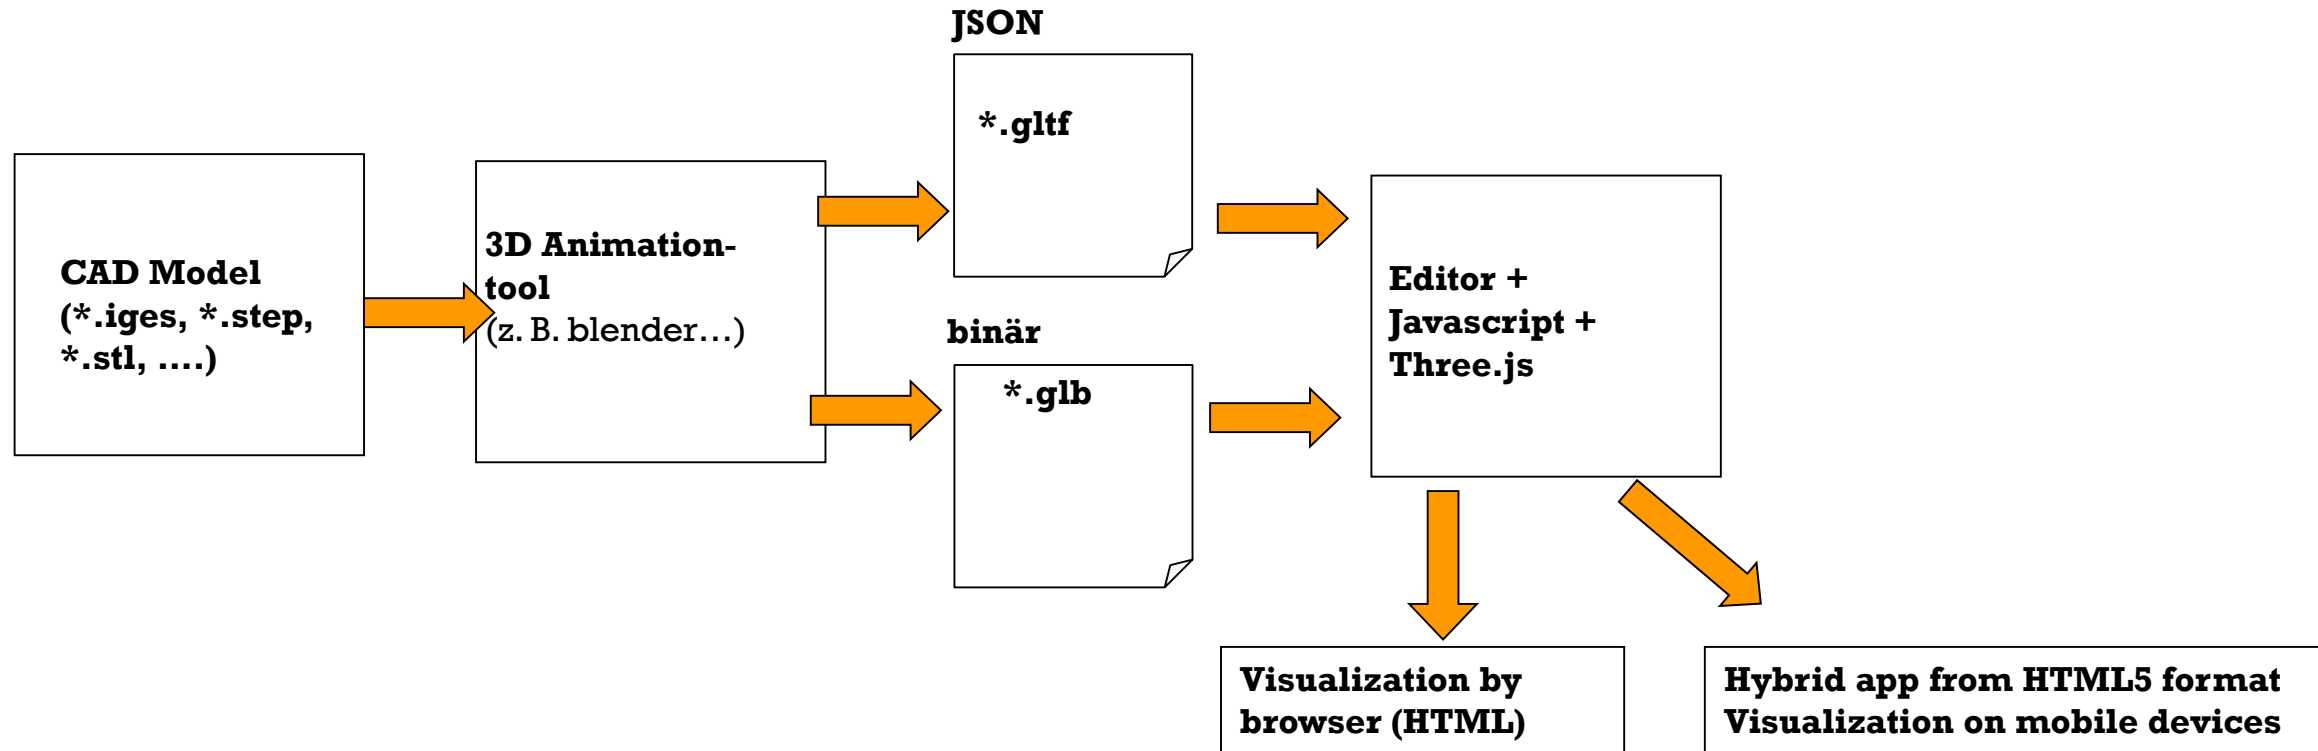 JSON
*.gltf
CAD Model
(*.iges, *.step,
*.stl, ....)
3D Animation-
tool
(z. B. blender...)
binär
*.glb
Editor +
Javascript +
Three.js
Visualization by
browser (HTML)
Hybrid app from HTML5 format
Visualization on mobile devices